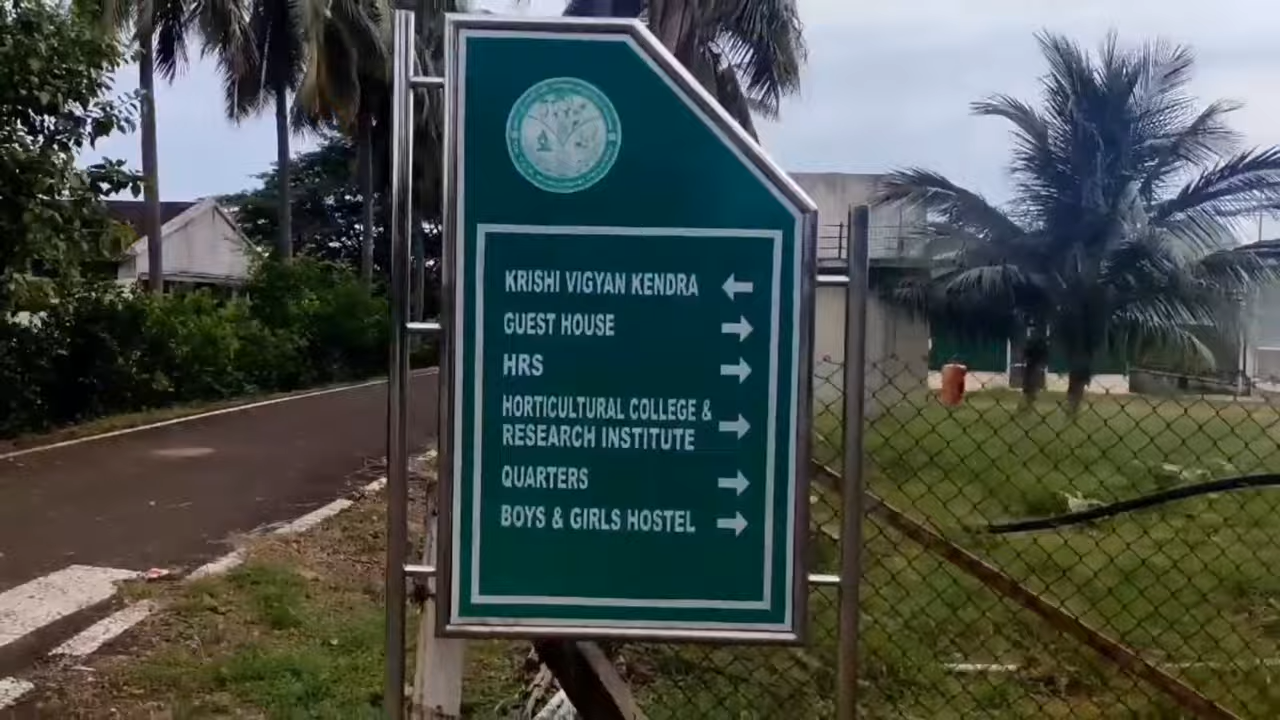 KRISHI VIGYAN KENDRA
GUEST HOUSE
HRS
HORTICULTURAL COLLEGE &
RESEARCH INSTITUTE
QUARTERS
BOYS & GIRLS HOSTEL